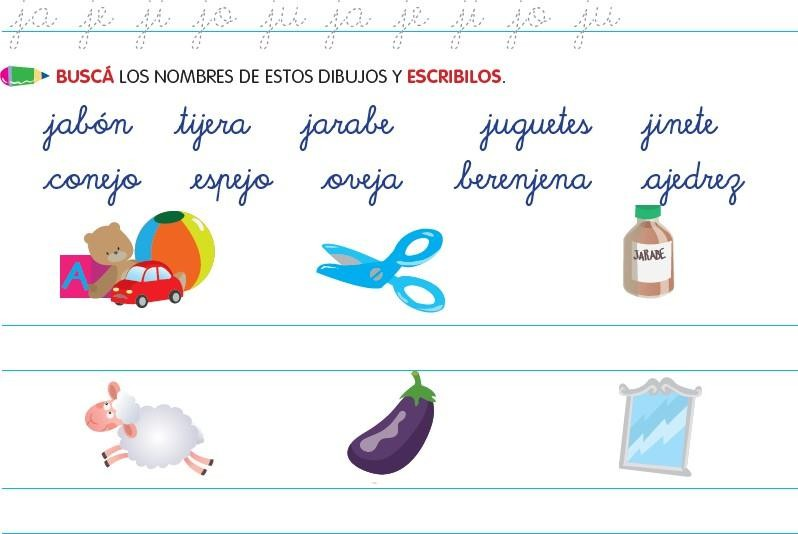 ja je ji jo ju ja je ji jo ju
BUSCÁ LOS NOMBRES DE ESTOS DIBUJOS Y ESCRIBILOS.
jabón tijera jarabe juguetes jinete
conejo espejo oveja berenjena ajedrez
A
JARABE